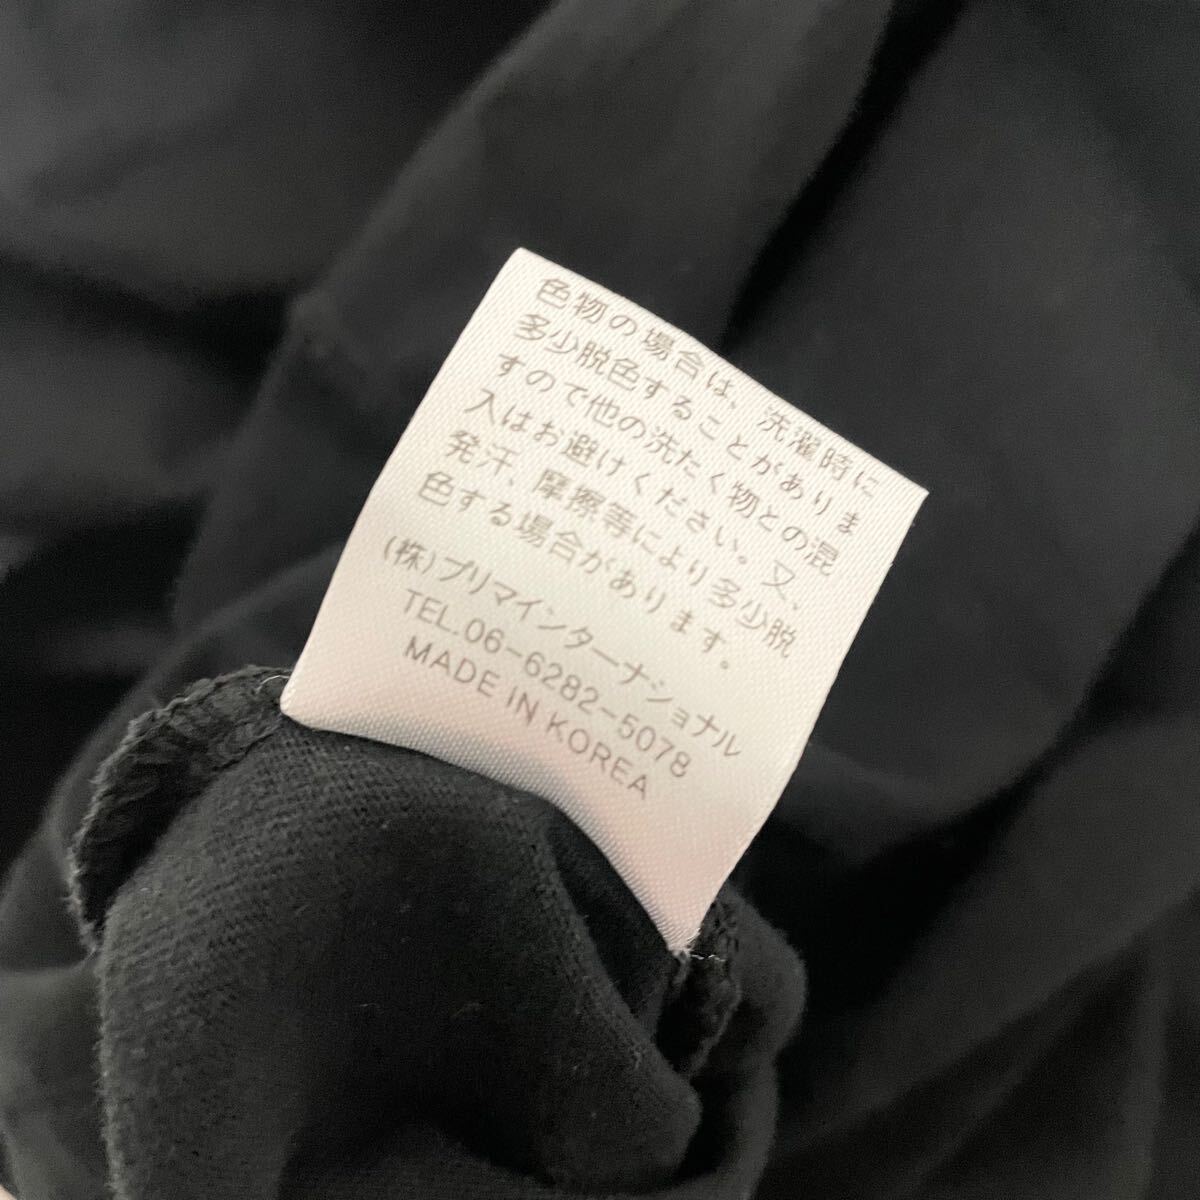 色物の場合は、洗濯時に
多少脱色することがありま
すので他の洗たく物との混
入はお避けください。又、
発汗、摩擦等により多少脱
色する場合があります。
(株)プリマインターナショナル
TEL.06-6282-5078
MADE IN KOREA